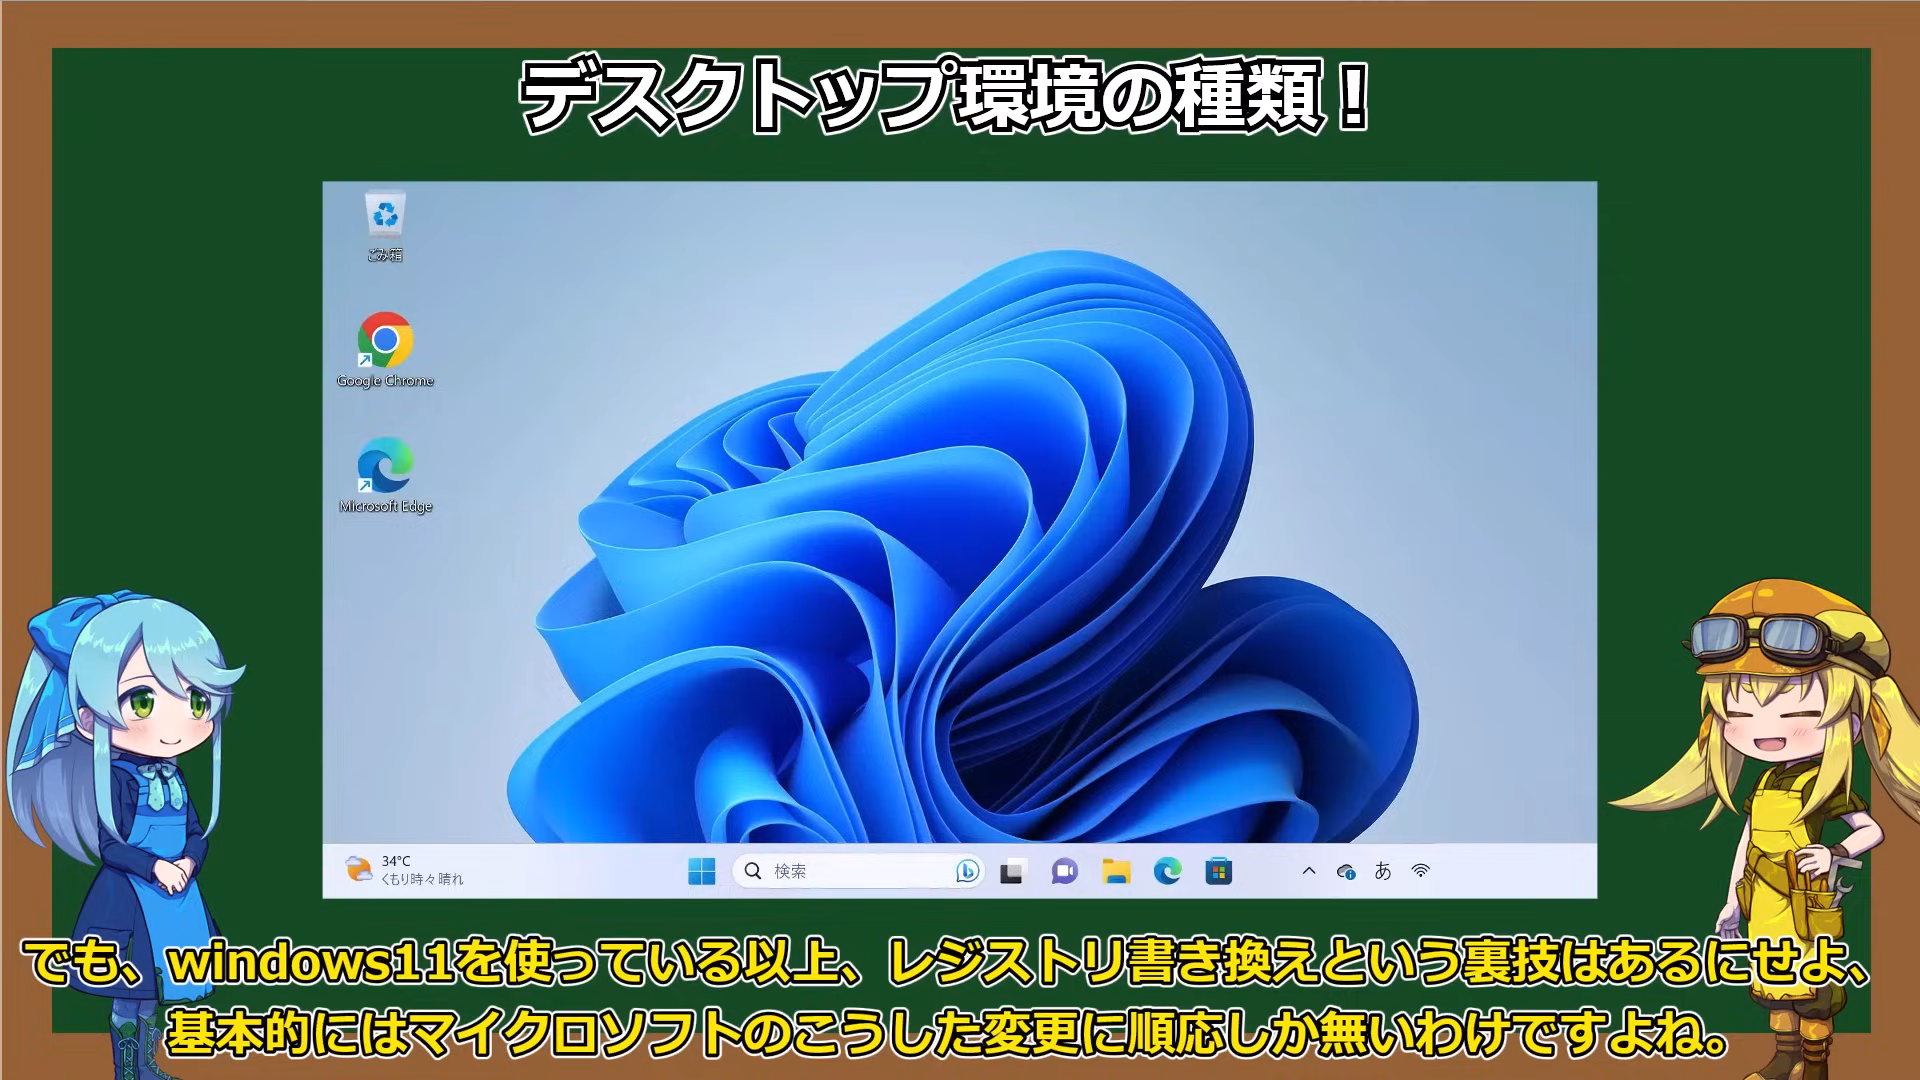 デスクトップ環境の種類！
ごみ箱
Google Chrome
Microsoft Edge
34°C
くもり時々晴れ
検索
あ
でも、windows11を使っている以上、レジストリ書き換えという裏技はあるにせよ、
基本的にはマイクロソフトのこうした変更に順応しか無いわけですよね。